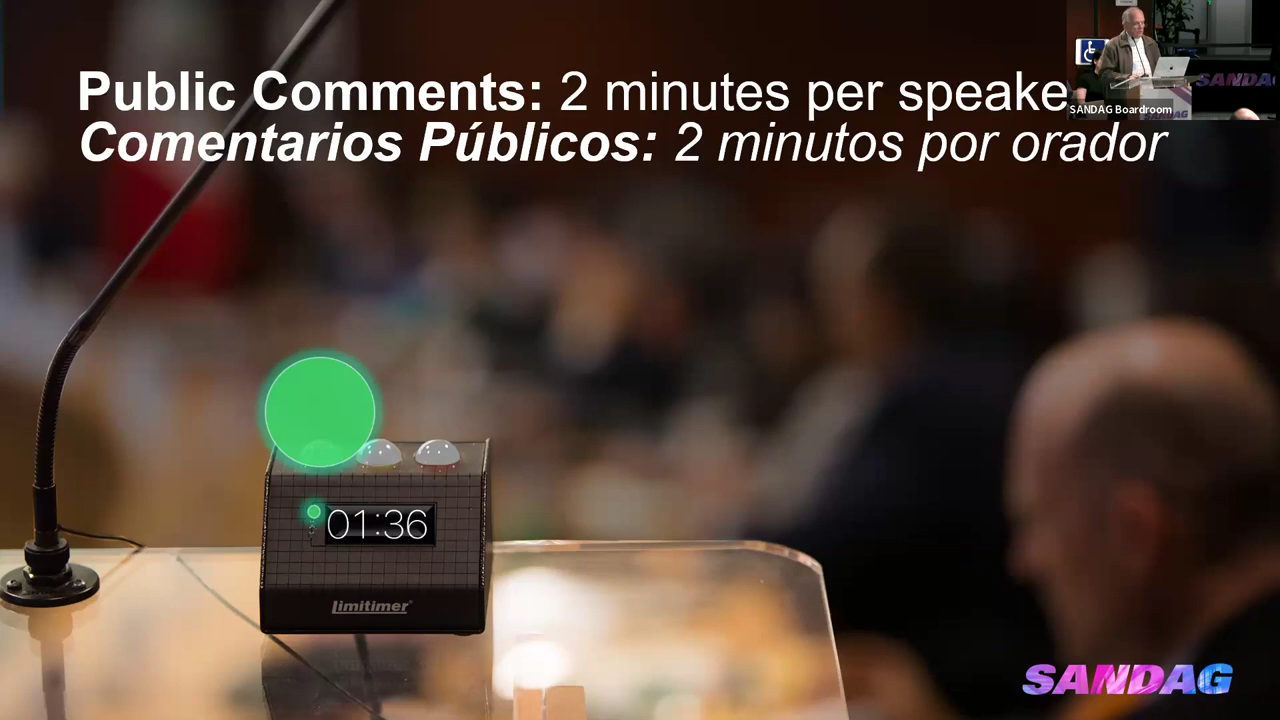 Public Comments: 2 minutes per speake
Comentarios Públicos: 2 minutos por orador
SANDAG
SANDAG Boardroom
01:36
Limitimer®
SANDAG